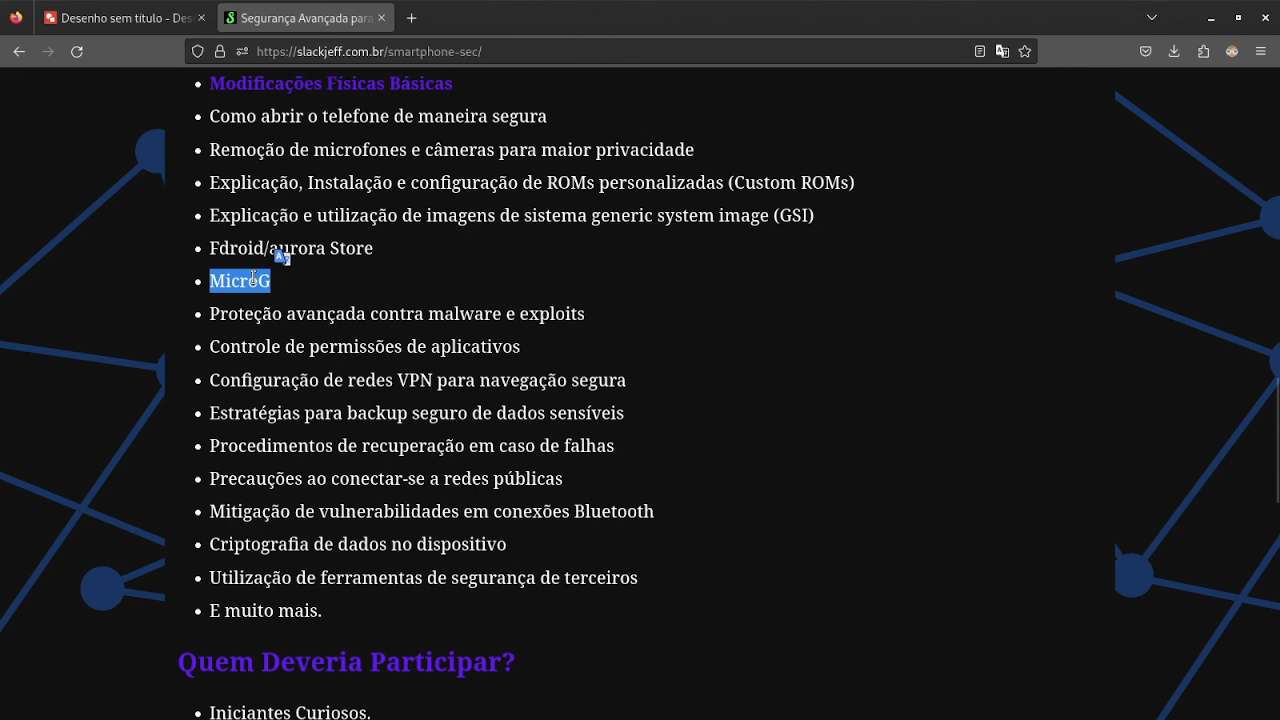 Desenho sem título - Des
Segurança Avançada para
https://slackjeff.com.br/smartphone-sec/
Modificações Físicas Básicas
Como abrir o telefone de maneira segura
Remoção de microfones e câmeras para maior privacidade
Explicação, Instalação e configuração de ROMs personalizadas (Custom ROMs)
Explicação e utilização de imagens de sistema generic system image (GSI)
Fdroid/aurora Store
MicroG
Proteção avançada contra malware e exploits
Controle de permissões de aplicativos
Configuração de redes VPN para navegação segura
Estratégias para backup seguro de dados sensíveis
Procedimentos de recuperação em caso de falhas
Precauções ao conectar-se a redes públicas
Mitigação de vulnerabilidades em conexões Bluetooth
Criptografia de dados no dispositivo
Utilização de ferramentas de segurança de terceiros
E muito mais.
Quem Deveria Participar?
Iniciantes Curiosos.